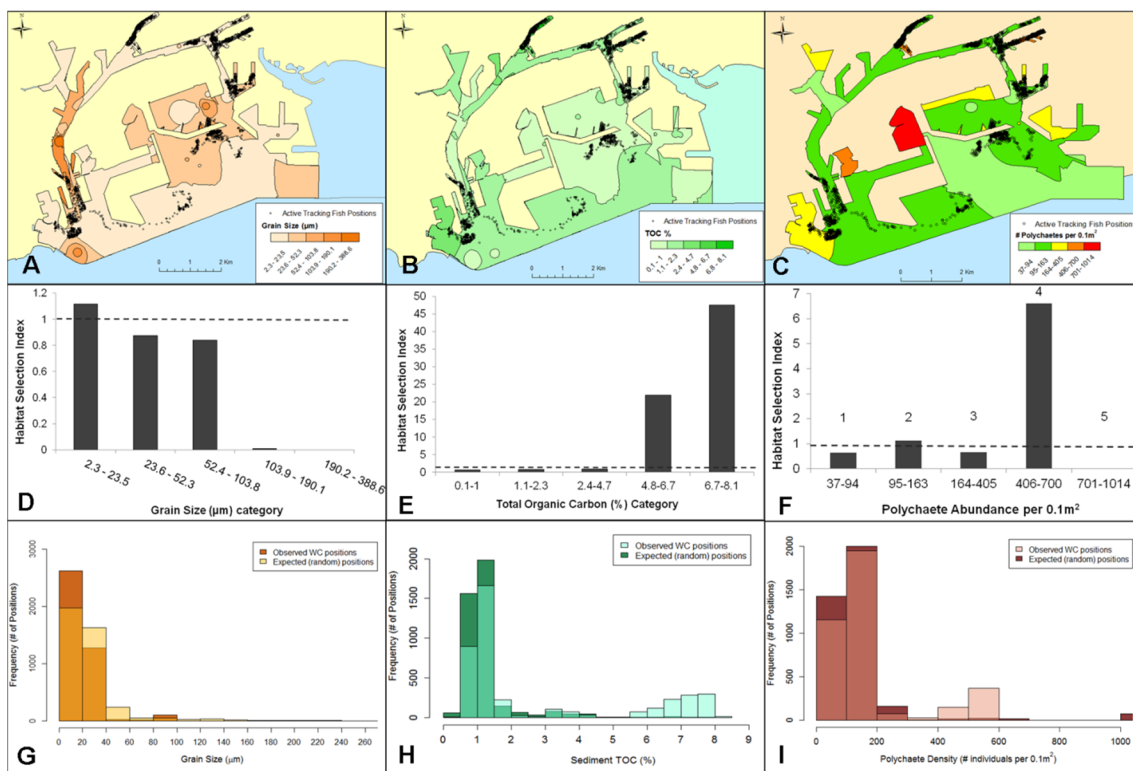 N
N
N
Active Tracking Fish Positions
Grain Size (µm)
2.3 - 23.5
23.6 - 52.3
52.4 - 103.8
103.9 - 190.1
190.2 - 388.6
0 1 2 Km
A
Active Tracking Fish Positions
TOC %
0.1 - 1
1.1 - 2.3
2.4 - 4.7
4.8 - 6.7
6.8 - 8.1
0 1 2 Km
B
Active Tracking Fish Positions
# Polychaetes per 0.1m²
37-94
95-163
164-405
406-700
701-1014
0 1 2 Km
C
Habitat Selection Index
1.2
1
0.8
0.6
0.4
0.2
0
2.3 - 23.5
23.6 - 52.3
52.4 - 103.8
103.9 - 190.1
190.2 - 388.6
D
Grain Size (µm) category
Habitat Selection Index
50
45
40
35
30
25
20
15
10
5
0
0.1-1 1.1-2.3 2.4-4.7 4.8-6.7 6.7-8.1
E
Total Organic Carbon (%) Category
Habitat Selection Index
7
6
5
4
3
2
1
0
1 2 3 4 5
37-94 95-163 164-405 406-700 701-1014
F
Polychaete Abundance per 0.1m²
Frequency (# of Positions)
3000
2000
1000
0
Observed WC positions
Expected (random) positions
0 20 40 60 80 100 120 140 160 180 200 220 240 260
G
Grain Size (µm)
Frequency (# of Positions)
2000
1500
1000
500
0
Observed WC positions
Expected (random) positions
0 1 2 3 4 5 6 7 8 9
H
Sediment TOC (%)
Frequency (# of Positions)
2000
1500
1000
500
0
Observed WC positions
Expected (random) positions
0 200 400 600 800 1000
I
Polychaete Density (# individuals per 0.1m²)